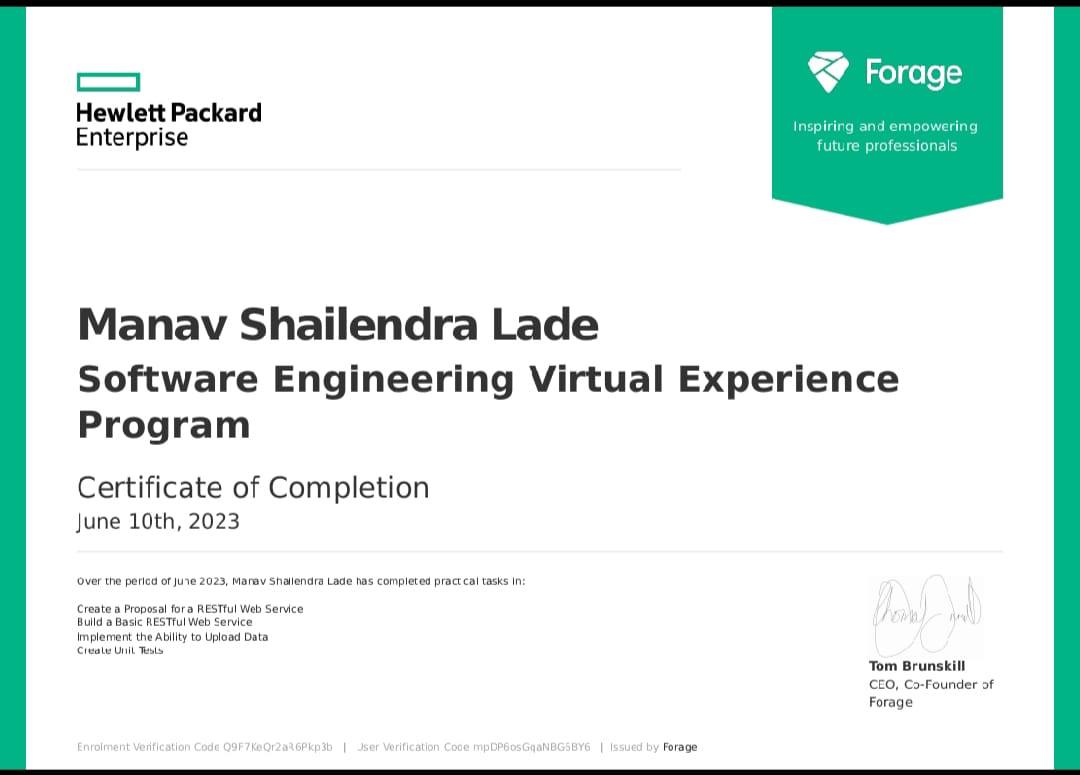 Hewlett Packard
Enterprise
Forage
Inspiring and empowering
future professionals
Manav Shailendra Lade
Software Engineering Virtual Experience
Program
Certificate of Completion
June 10th, 2023
Over the period of June 2023, Manav Shailendra Lade has completed practical tasks in:
Create a Proposal for a RESTful Web Service
Build a Basic RESTful Web Service
Implement the Ability to Upload Data
Create Unit Tests
Tom Brunskill
CEO, Co-Founder of
Forage
Enrolment Verification Code Q9F7KeQr2aR6Pkp3b | User Verification Code mpDP6osGqaNBG5BY6 | Issued by Forage